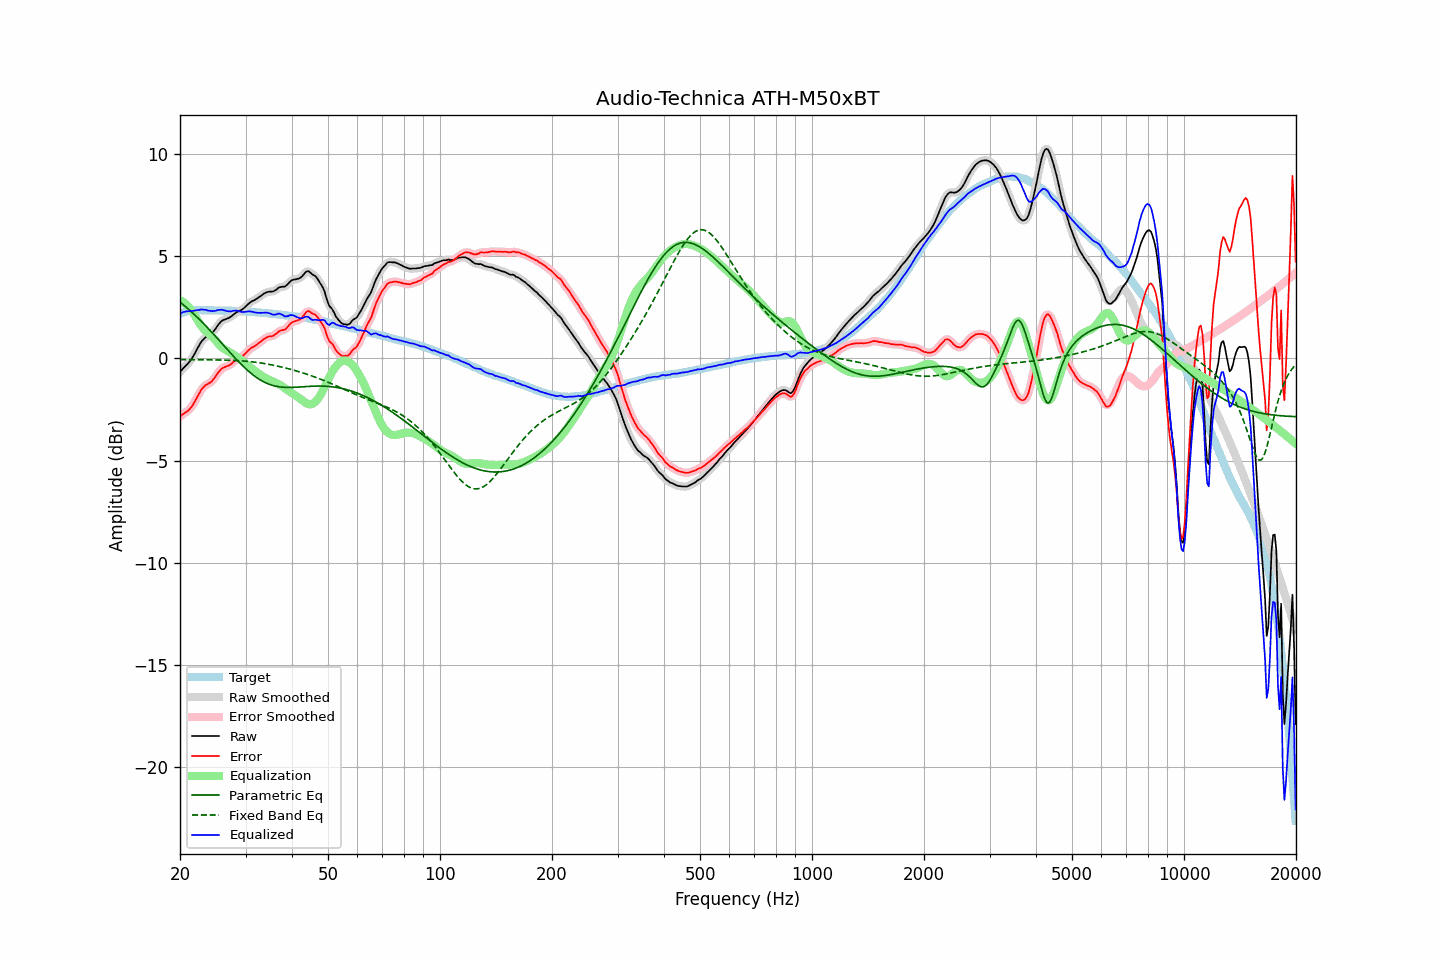 Audio-Technica ATH-M50xBT
Amplitude (dBr)
10
5
0
−5
−10
−15
−20
Target
Raw Smoothed
Error Smoothed
Raw
Error
Equalization
Parametric Eq
Fixed Band Eq
Equalized
20 50 100 200 500 1000 2000 5000 10000 20000
Frequency (Hz)